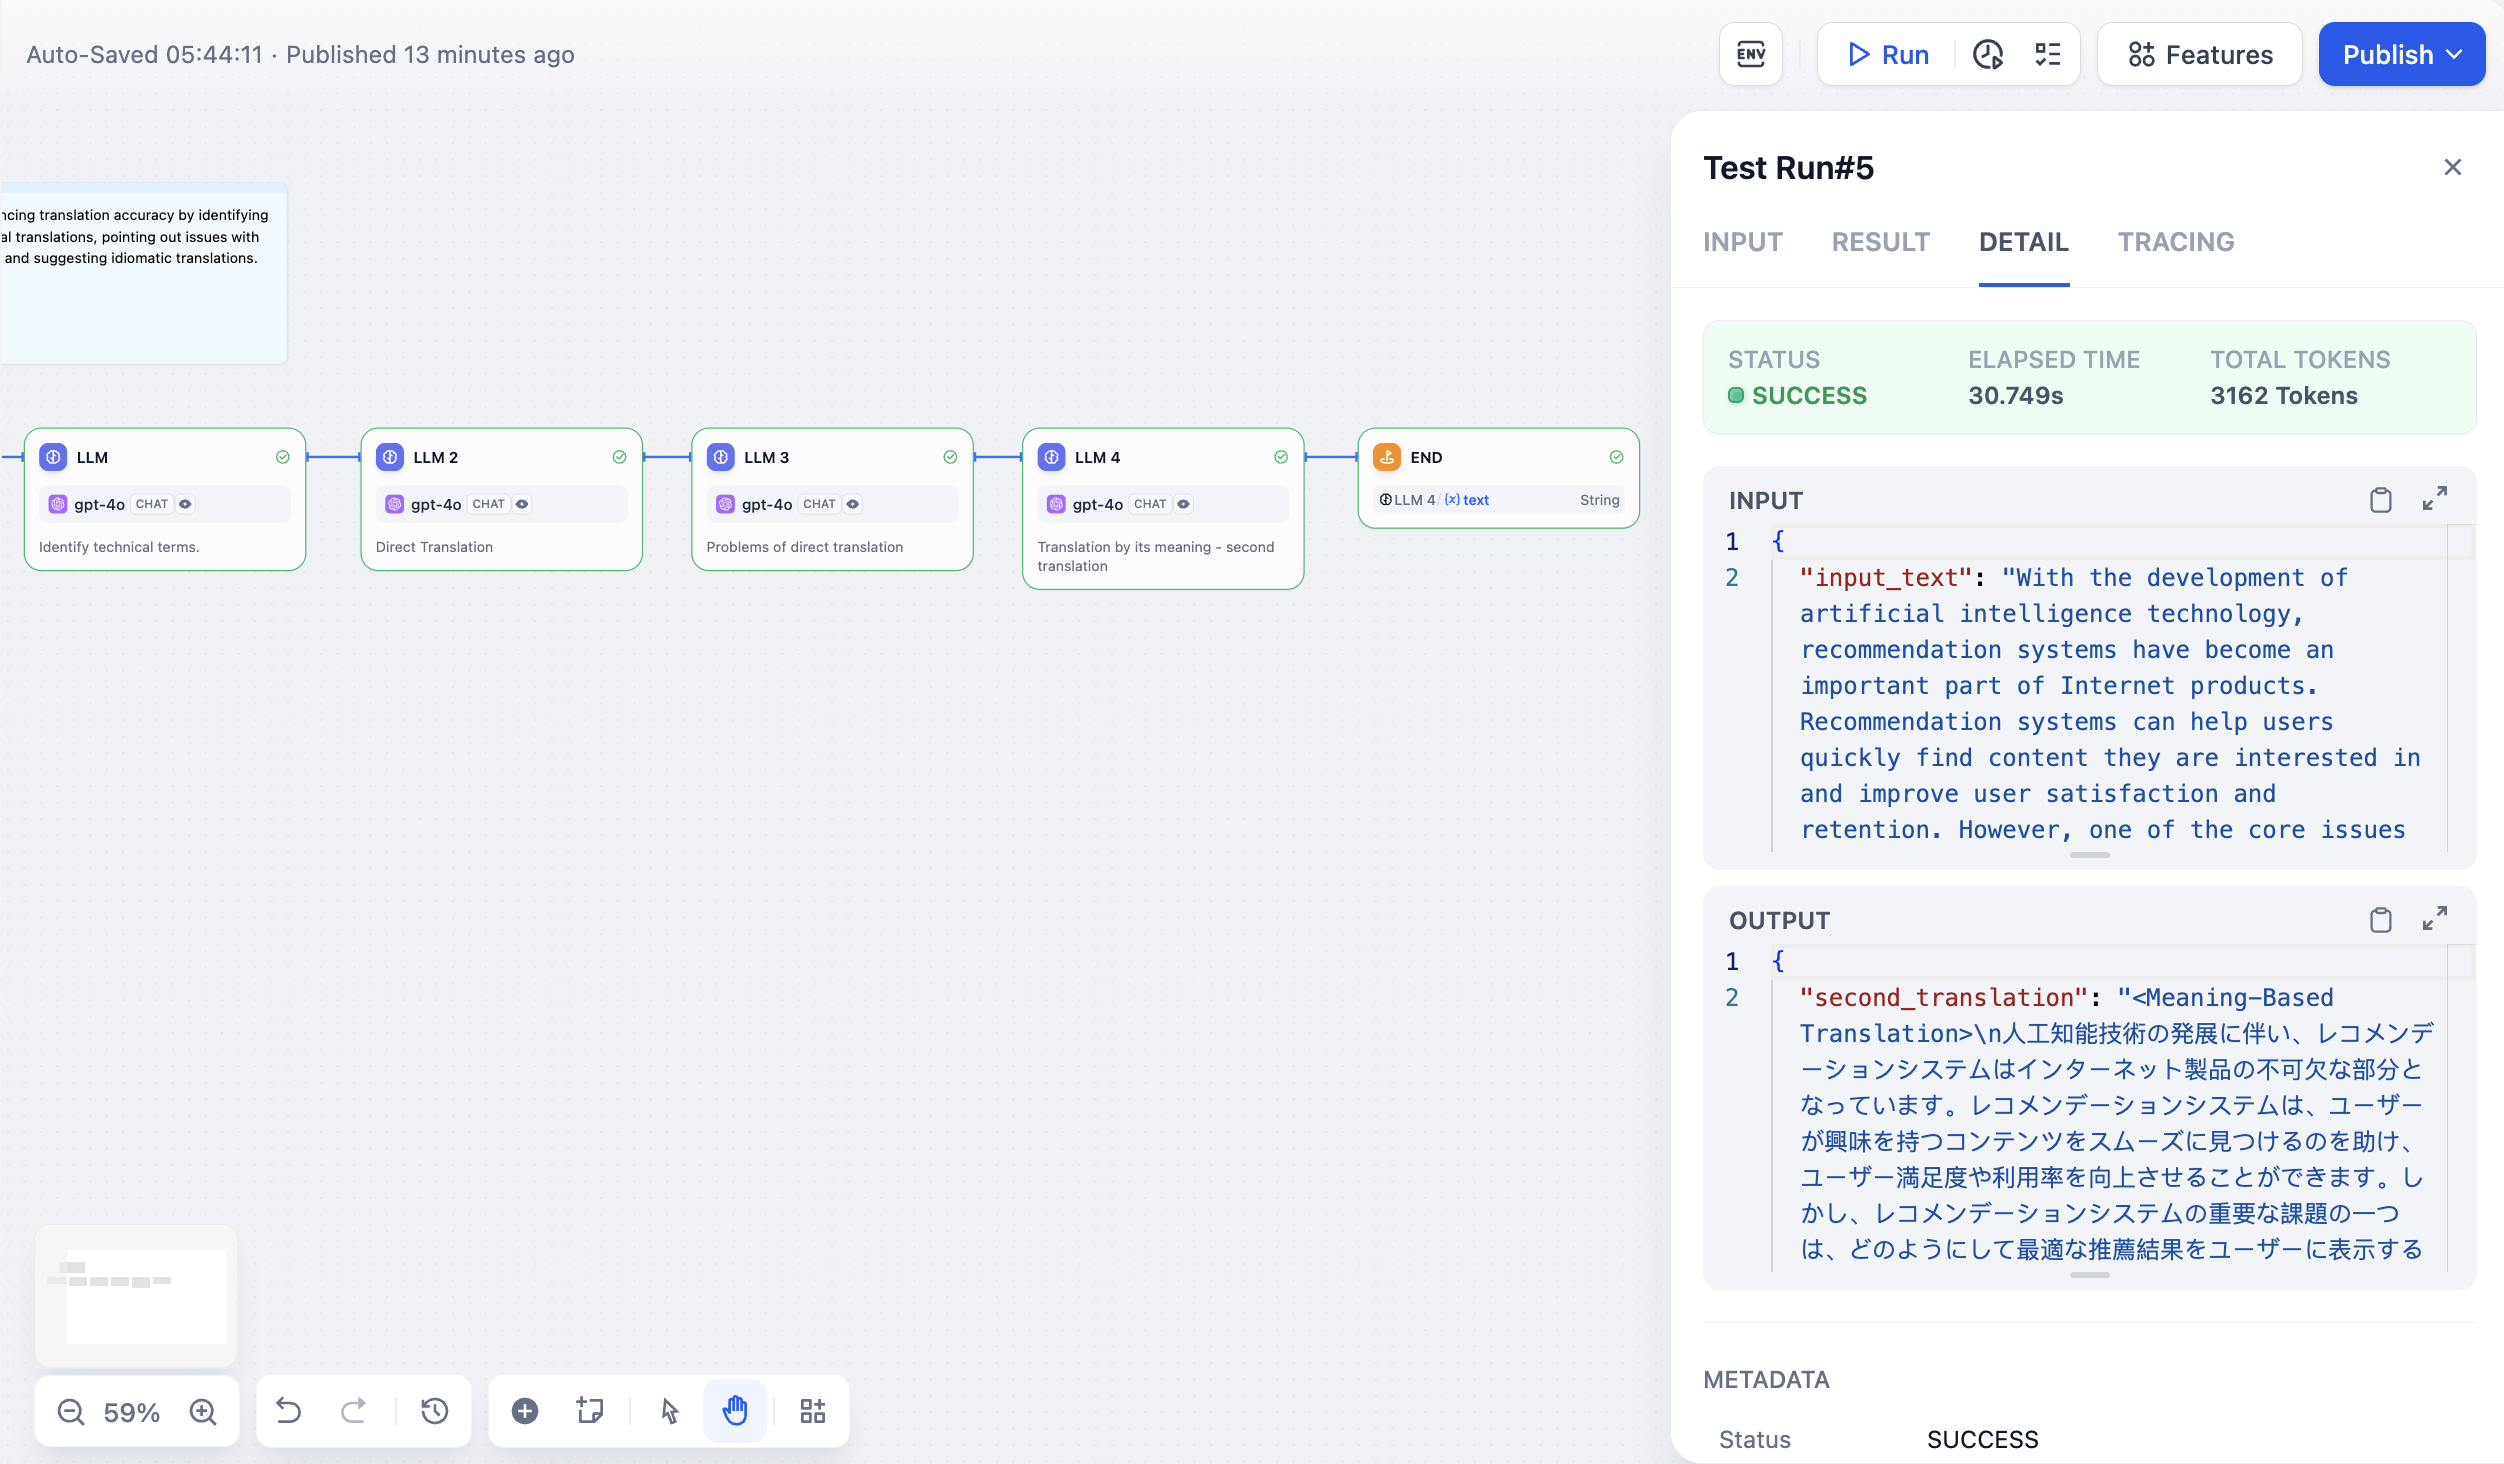 Auto-Saved 05:44:11 · Published 13 minutes ago
ENV
Run
Features
Publish
ncing translation accuracy by identifying
al translations, pointing out issues with
and suggesting idiomatic translations.
LLM
gpt-4o CHAT
Identify technical terms.
LLM 2
gpt-4o CHAT
Direct Translation
LLM 3
gpt-4o CHAT
Problems of direct translation
LLM 4
gpt-4o CHAT
Translation by its meaning - second
translation
END
LLM 4 / {x} text String
59%
Test Run#5
INPUT RESULT DETAIL TRACING
STATUS ELAPSED TIME TOTAL TOKENS
SUCCESS 30.749s 3162 Tokens
INPUT
1 {
2 "input_text": "With the development of
artificial intelligence technology,
recommendation systems have become an
important part of Internet products.
Recommendation systems can help users
quickly find content they are interested in
and improve user satisfaction and
retention. However, one of the core issues
OUTPUT
1 {
2 "second_translation": "<Meaning-Based
Translation>\n人工知能技術の発展に伴い、レコメンデ
ーションシステムはインターネット製品の不可欠な部分と
なっています。レコメンデーションシステムは、ユーザー
が興味を持つコンテンツをスムーズに見つけるのを助け、
ユーザー満足度や利用率を向上させることができます。し
かし、レコメンデーションシステムの重要な課題の一つ
は、どのようにして最適な推薦結果をユーザーに表示する
METADATA
Status SUCCESS